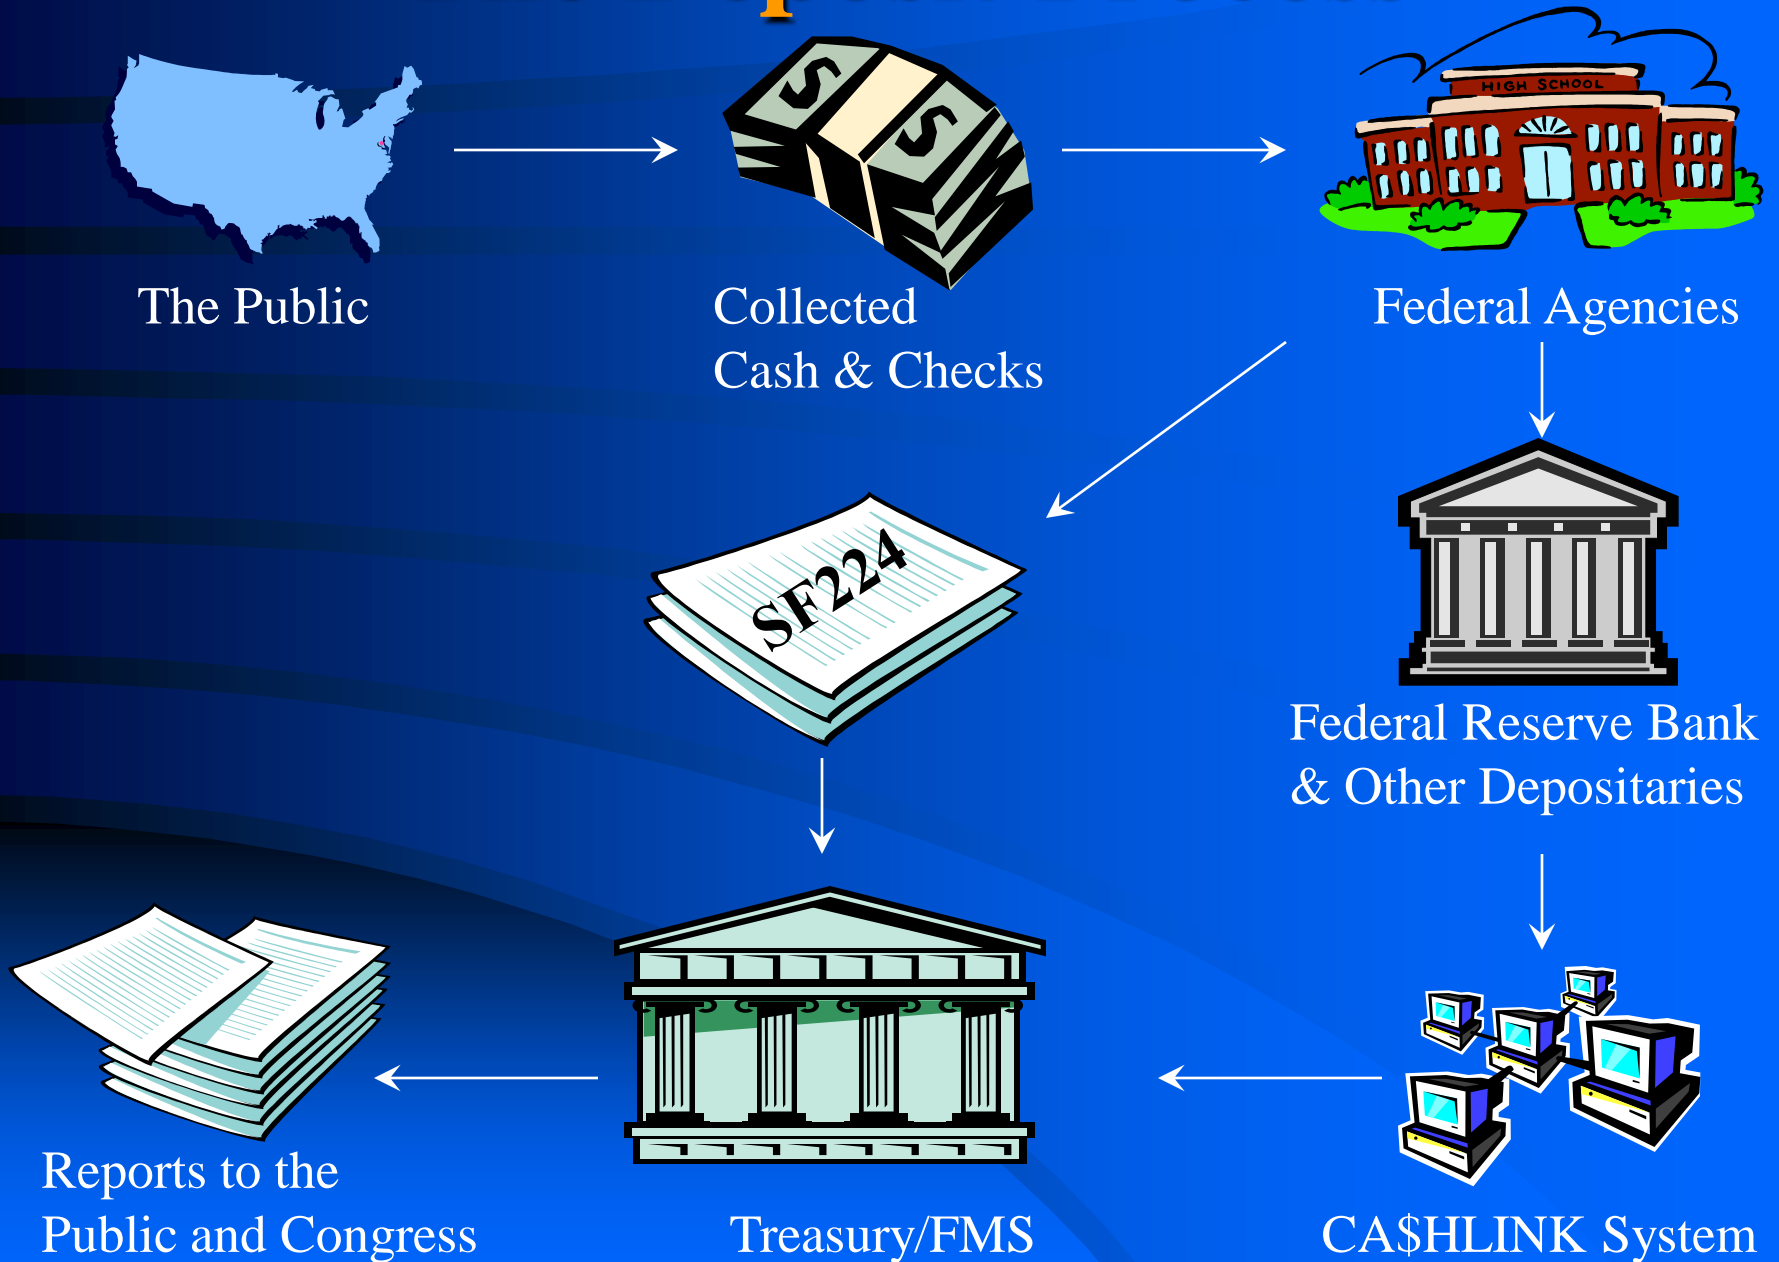 HIGH SCHOOL
The Public
Collected
Cash & Checks
Federal Agencies
SF224
Federal Reserve Bank
& Other Depositaries
Reports to the
Public and Congress
Treasury/FMS
CA$HLINK System